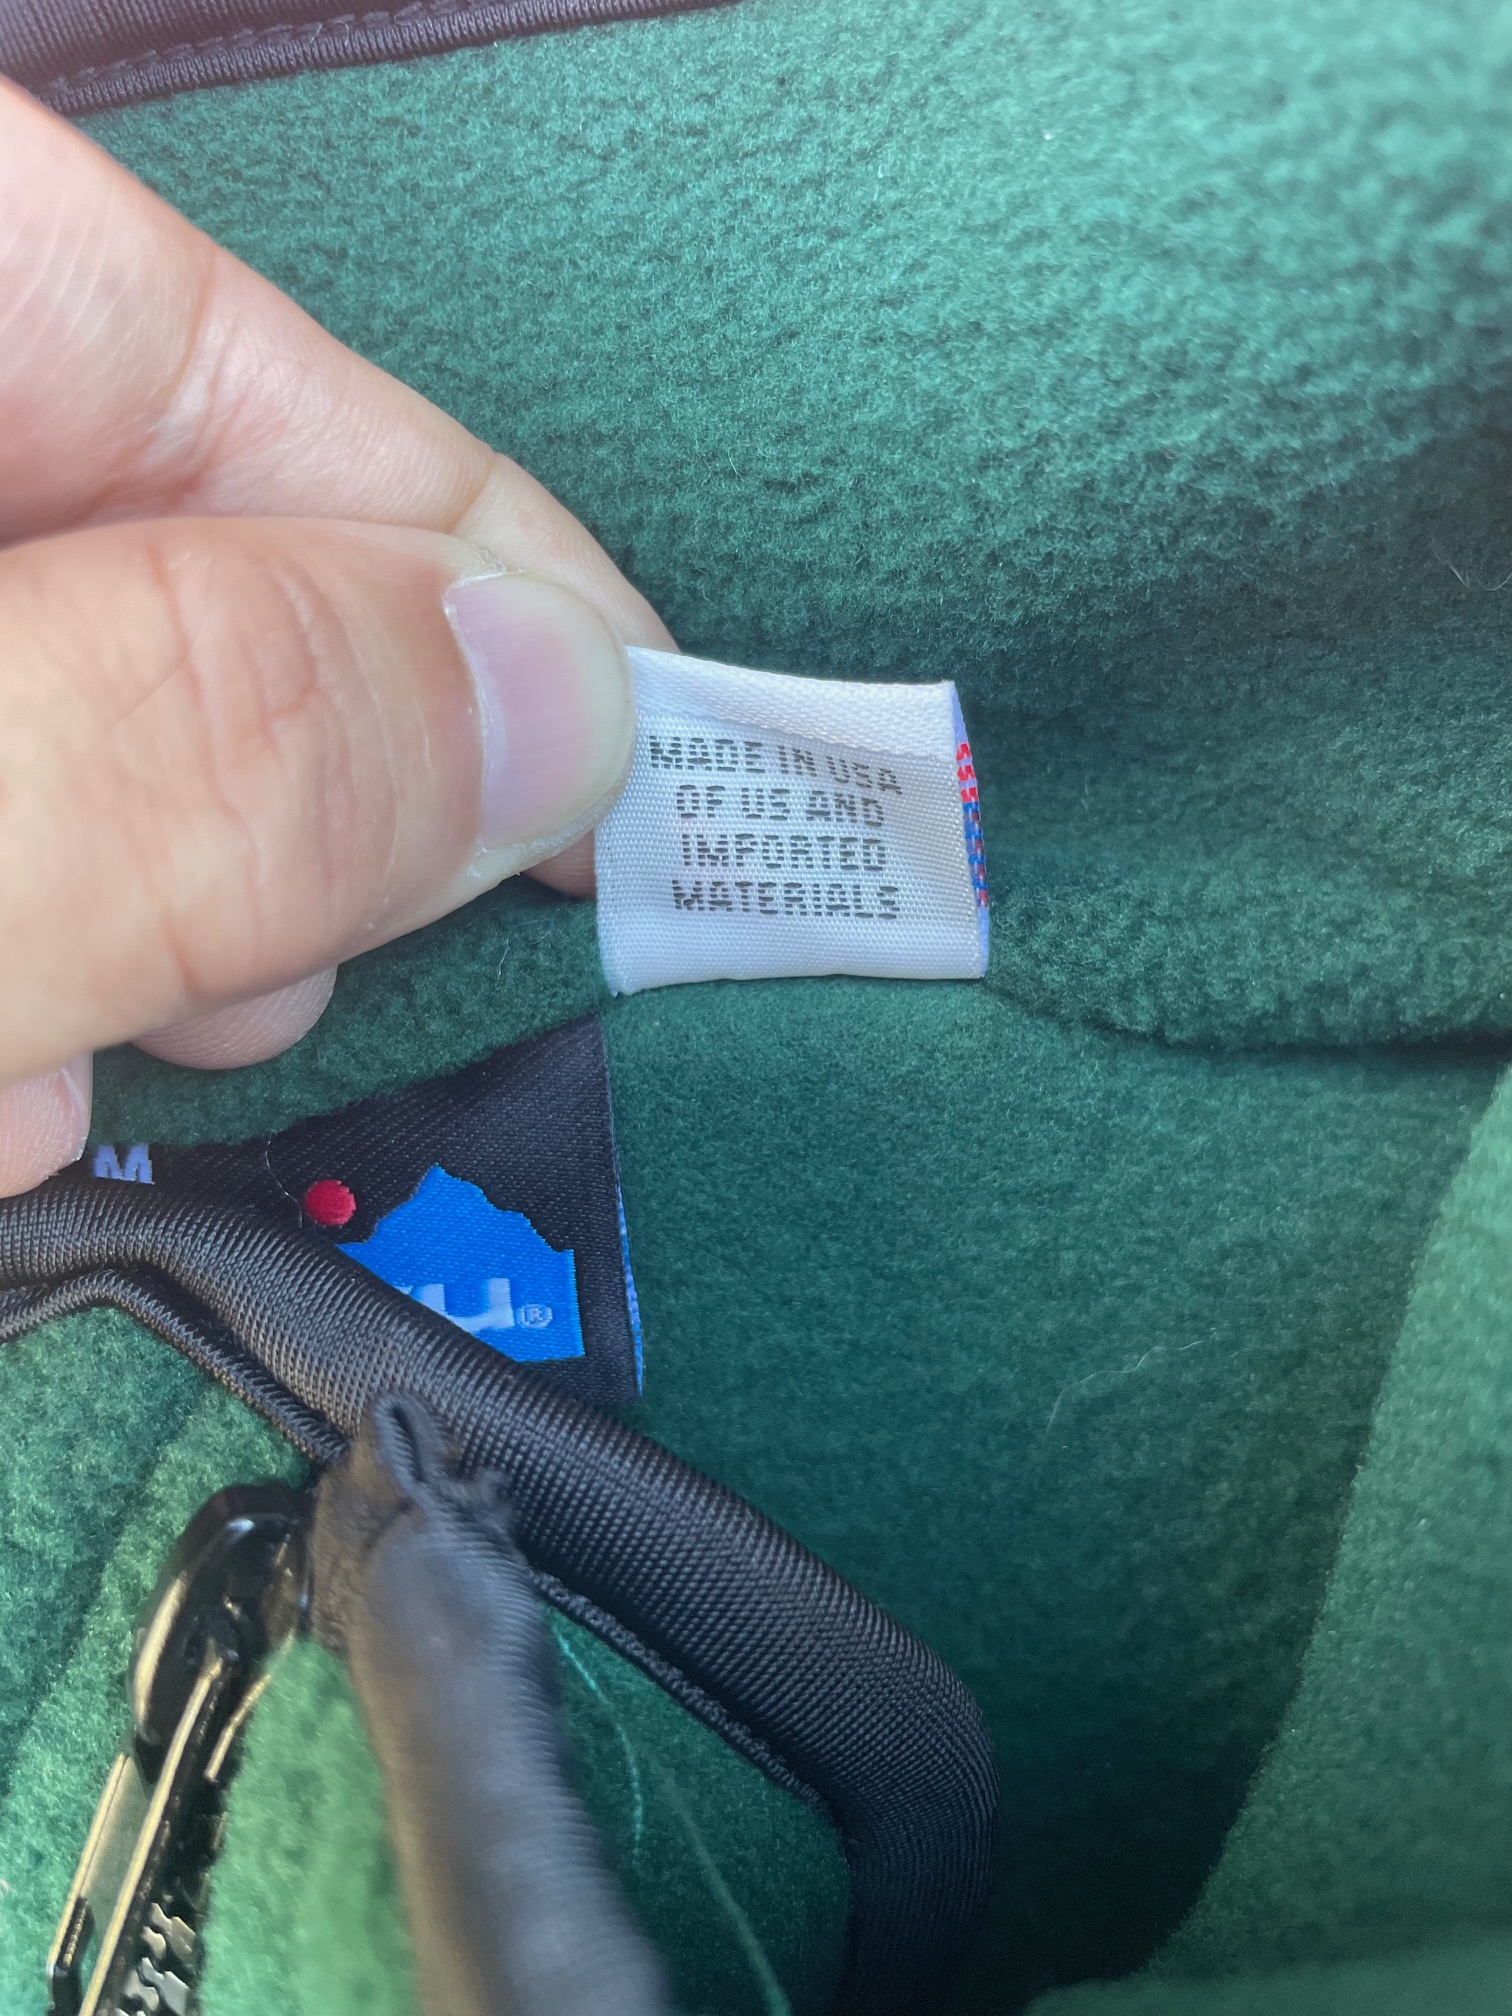 MADE IN USA
OF US AND
IMPORTED
MATERIALS
M
®